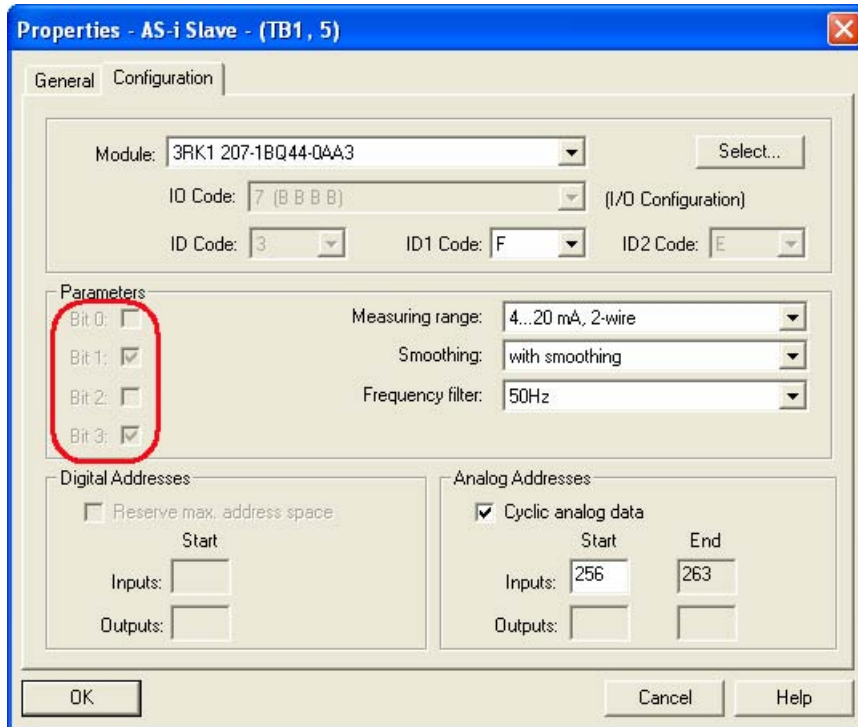 Properties - AS-i Slave - (TB1, 5)
General Configuration
Module: 3RK1 207-1BQ44-0AA3 Select...
IO Code: 7 (B B B B) (I/O Configuration)
ID Code: 3 ID1 Code: F ID2 Code: E
Parameters
Bit 0: Measuring range: 4...20 mA, 2-wire
Bit 1: Smoothing: with smoothing
Bit 2: Frequency filter: 50Hz
Bit 3:
Digital Addresses
Reserve max. address space
Start
Inputs:
Outputs:
Analog Addresses
Cyclic analog data
Start End
Inputs: 256 263
Outputs:
OK Cancel Help